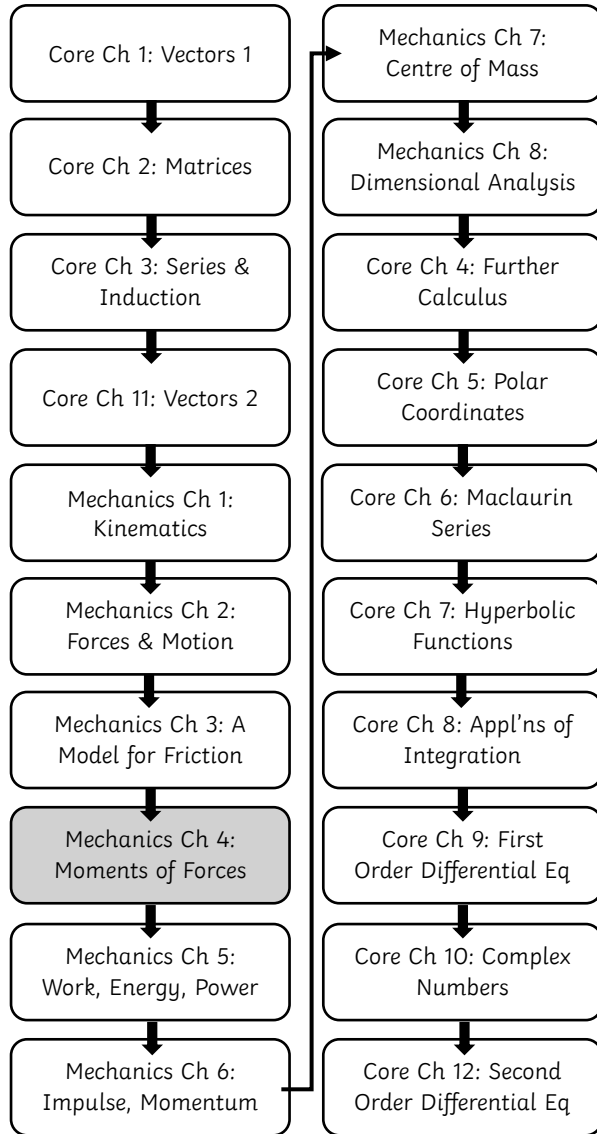 Core Ch 1: Vectors 1
Core Ch 2: Matrices
Core Ch 3: Series &
Induction
Core Ch 11: Vectors 2
Mechanics Ch 1:
Kinematics
Mechanics Ch 2:
Forces & Motion
Mechanics Ch 3: A
Model for Friction
Mechanics Ch 4:
Moments of Forces
Mechanics Ch 5:
Work, Energy, Power
Mechanics Ch 6:
Impulse, Momentum
Mechanics Ch 7:
Centre of Mass
Mechanics Ch 8:
Dimensional Analysis
Core Ch 4: Further
Calculus
Core Ch 5: Polar
Coordinates
Core Ch 6: Maclaurin
Series
Core Ch 7: Hyperbolic
Functions
Core Ch 8: Appl'ns of
Integration
Core Ch 9: First
Order Differential Eq
Core Ch 10: Complex
Numbers
Core Ch 12: Second
Order Differential Eq